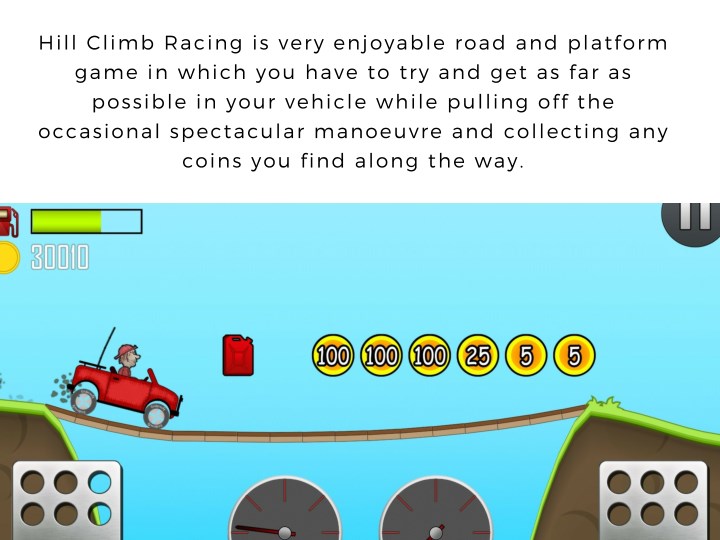 Hill Climb Racing is very enjoyable road and platform
game in which you have to try and get as far as
possible in your vehicle while pulling off the
occasional spectacular manoeuvre and collecting any
coins you find along the way.
30010
100 100 100 25 5 5